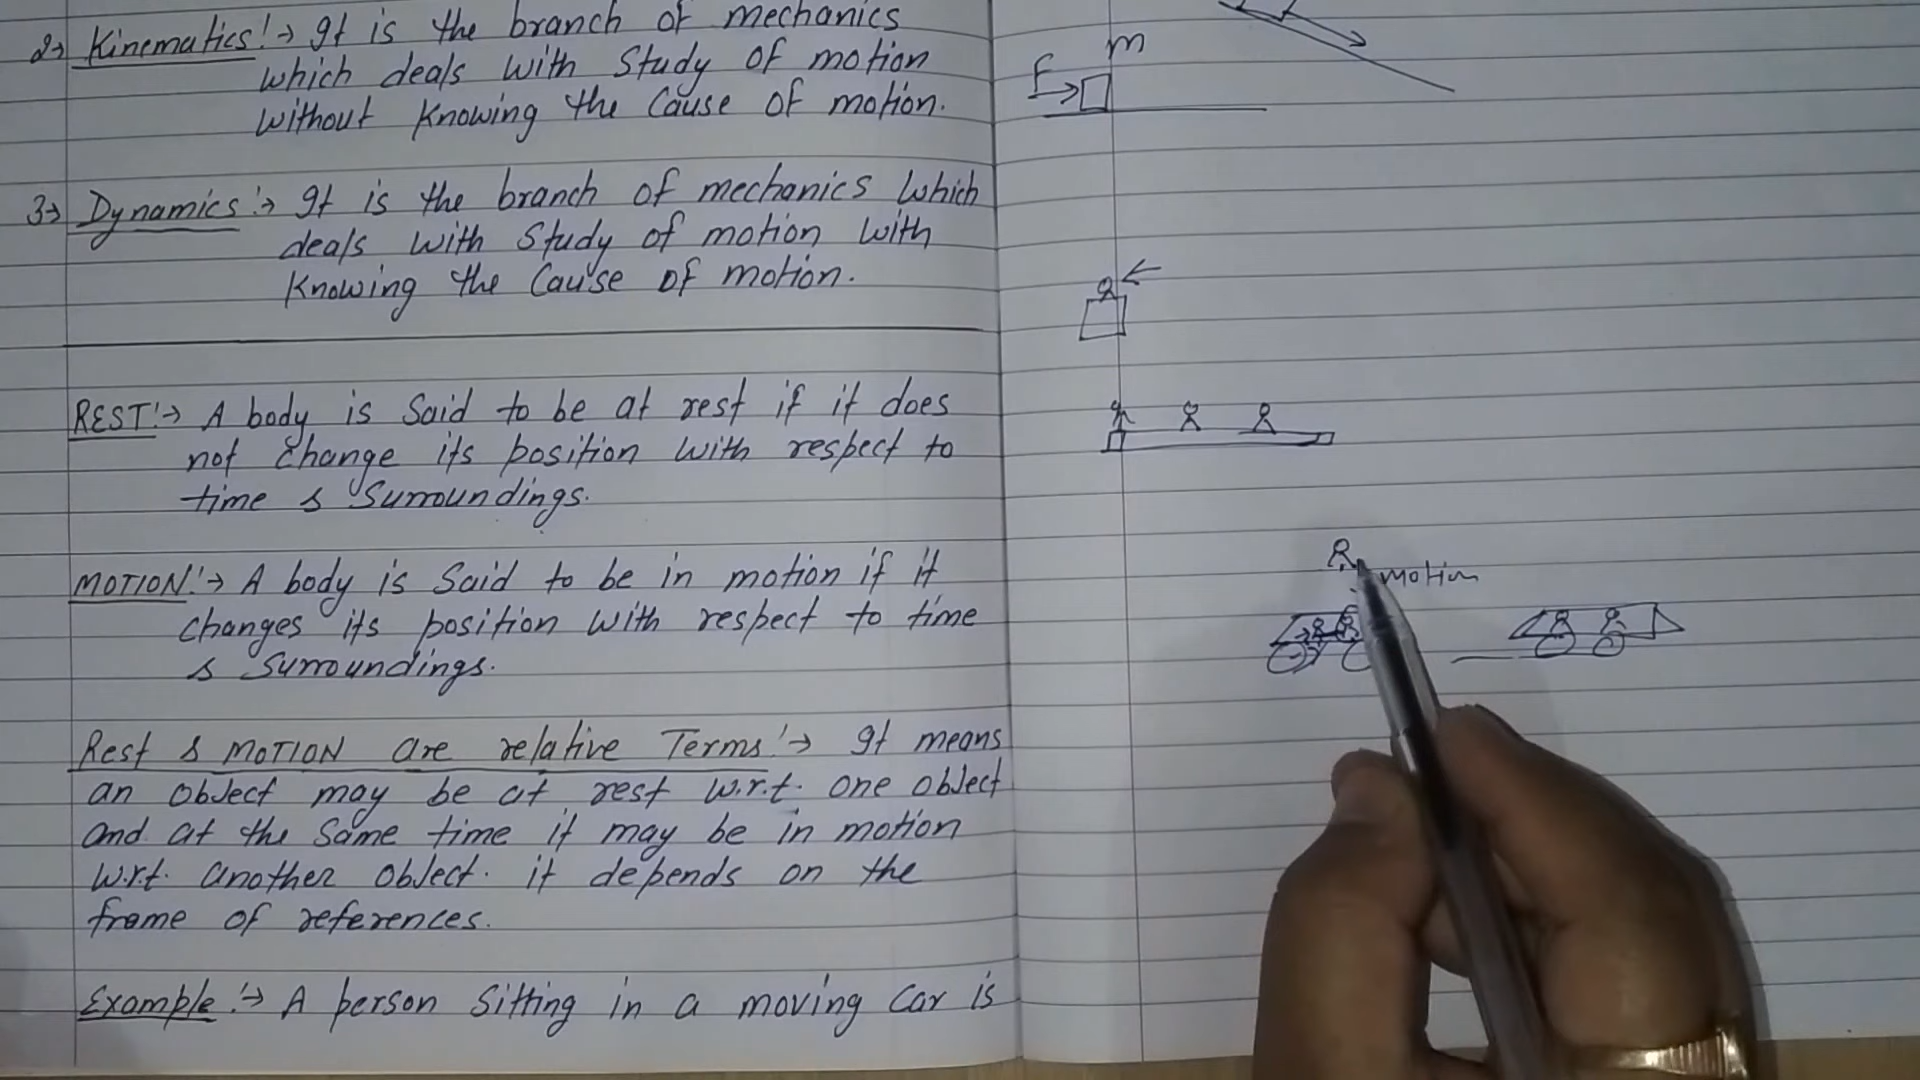 2→ Kinematics:→ It is the branch of mechanics
which deals with study of motion
without knowing the cause of motion.
3→ Dynamics:→ It is the branch of mechanics which
deals with study of motion with
knowing the cause of motion.
REST:→ A body is said to be at rest if it does
not change its position with respect to
time & surroundings.
MOTION:→ A body is said to be in motion if it
changes its position with respect to time
& surroundings.
Rest & MOTION are relative Terms:→ It means
an object may be at rest w.r.t. one object
and at the same time it may be in motion
w.r.t. another object. it depends on the
frame of references.
Example:→ A person sitting in a moving car is
m
F
motion